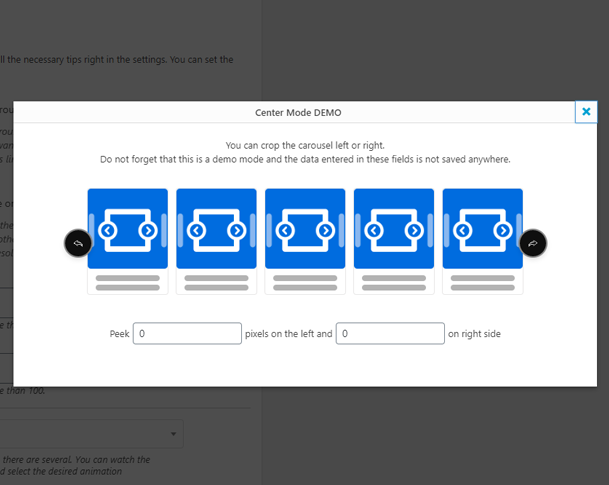 ll the necessary tips right in the settings. You can set the
Center Mode DEMO
You can crop the carousel left or right.
Do not forget that this is a demo mode and the data entered in these fields is not saved anywhere.
Peek 0 pixels on the left and 0 on right side
e than 100.
there are several. You can watch the
d select the desired animation